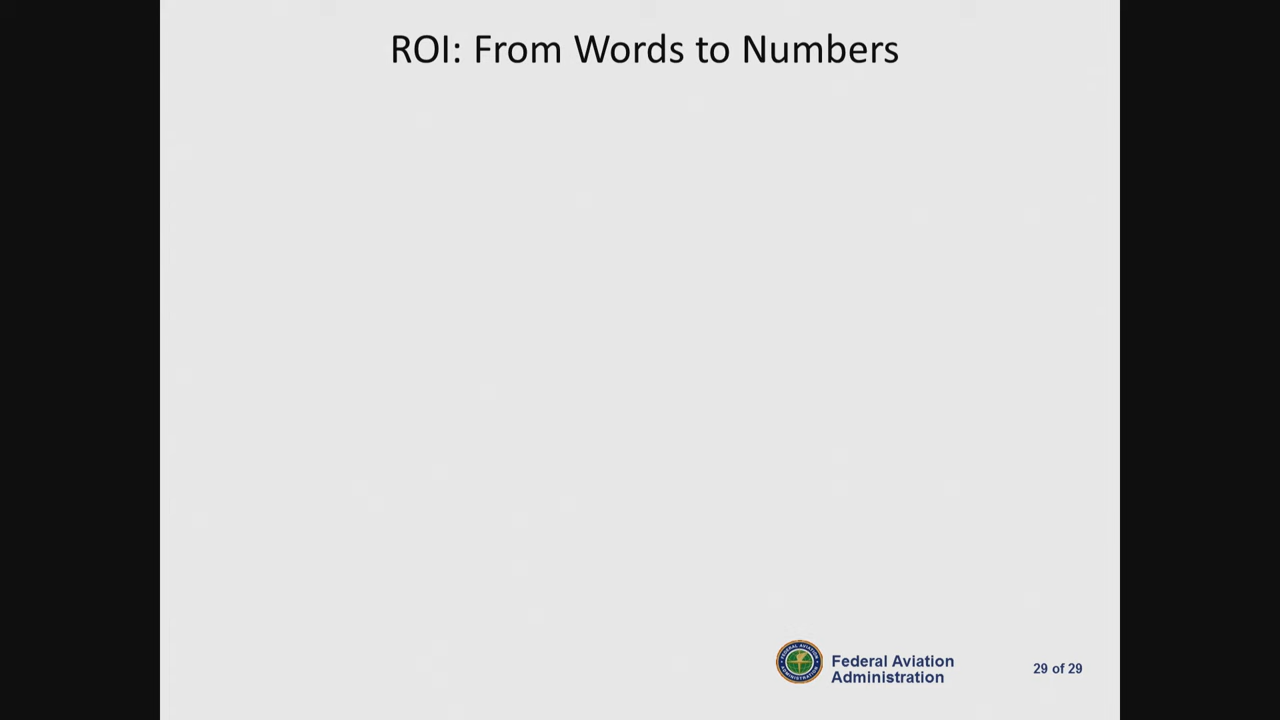 ROI: From Words to Numbers
Federal Aviation
Administration
29 of 29